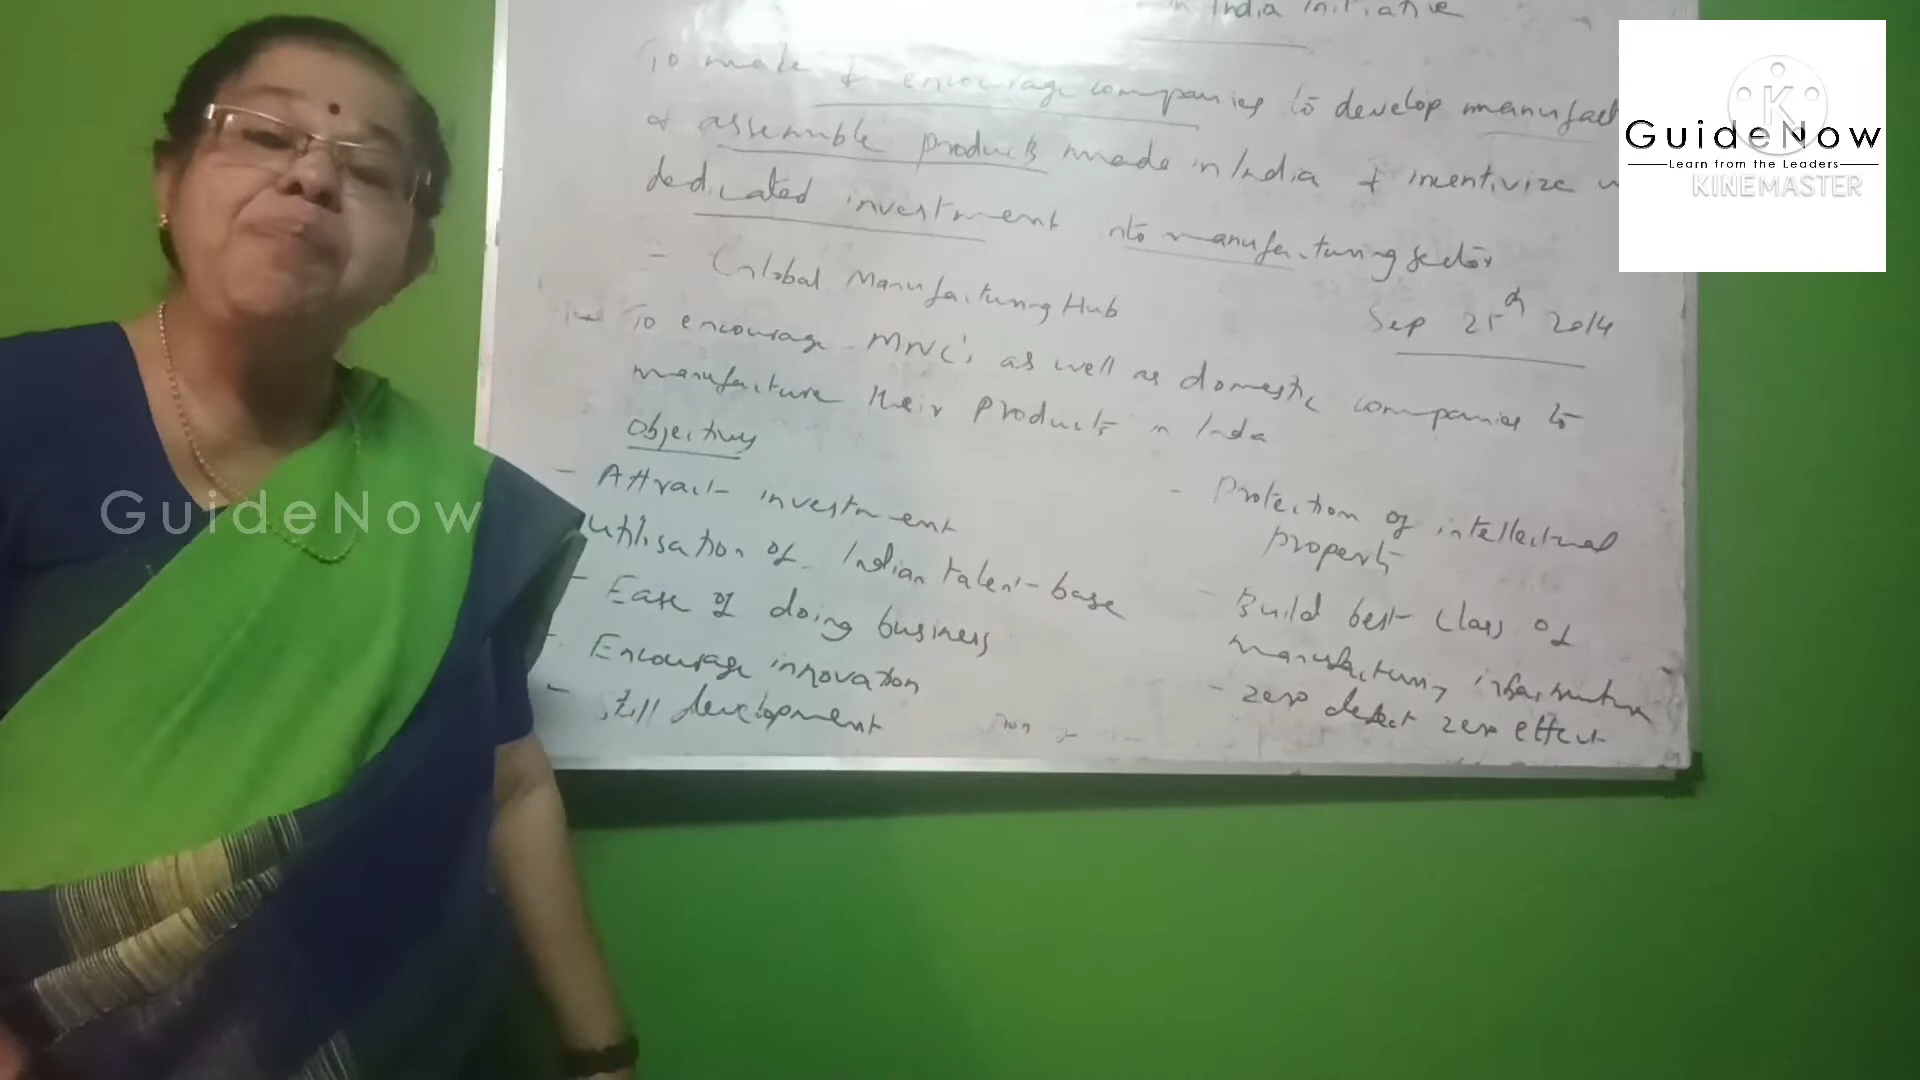 in India Initiative
To make & encourage companies to develop manufact
& assemble products made in India & incentivize
dedicated investment into manufacturing sector
= Global Manufacturing Hub
Sep 25th 2014
To encourage MNC's as well as domestic companies to
manufacture their products in India
Objectives
- Attract investment
utilisation of Indian talent-base
- Ease of doing business
- Encourage innovation
- skill development
- Protection of intellectual
property
- Build best class of
manufacturing infrastructure
- zero defect zero effect
GuideNow
Learn from the Leaders
K
KINEMASTER
GuideNow